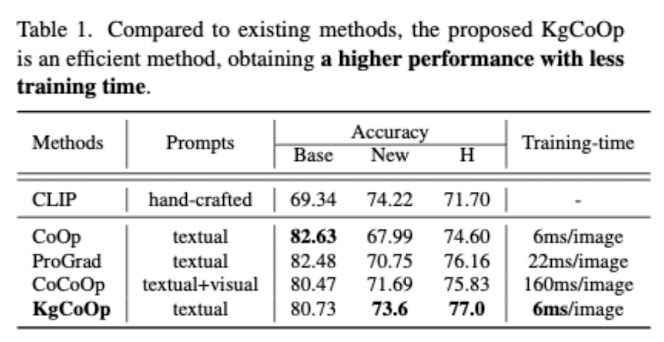 Table 1. Compared to existing methods, the proposed KgCoOp
is an efficient method, obtaining a higher performance with less
training time.
Methods Prompts Accuracy Training-time
Base New H
CLIP hand-crafted 69.34 74.22 71.70 -
CoOp textual 82.63 67.99 74.60 6ms/image
ProGrad textual 82.48 70.75 76.16 22ms/image
CoCoOp textual+visual 80.47 71.69 75.83 160ms/image
KgCoOp textual 80.73 73.6 77.0 6ms/image